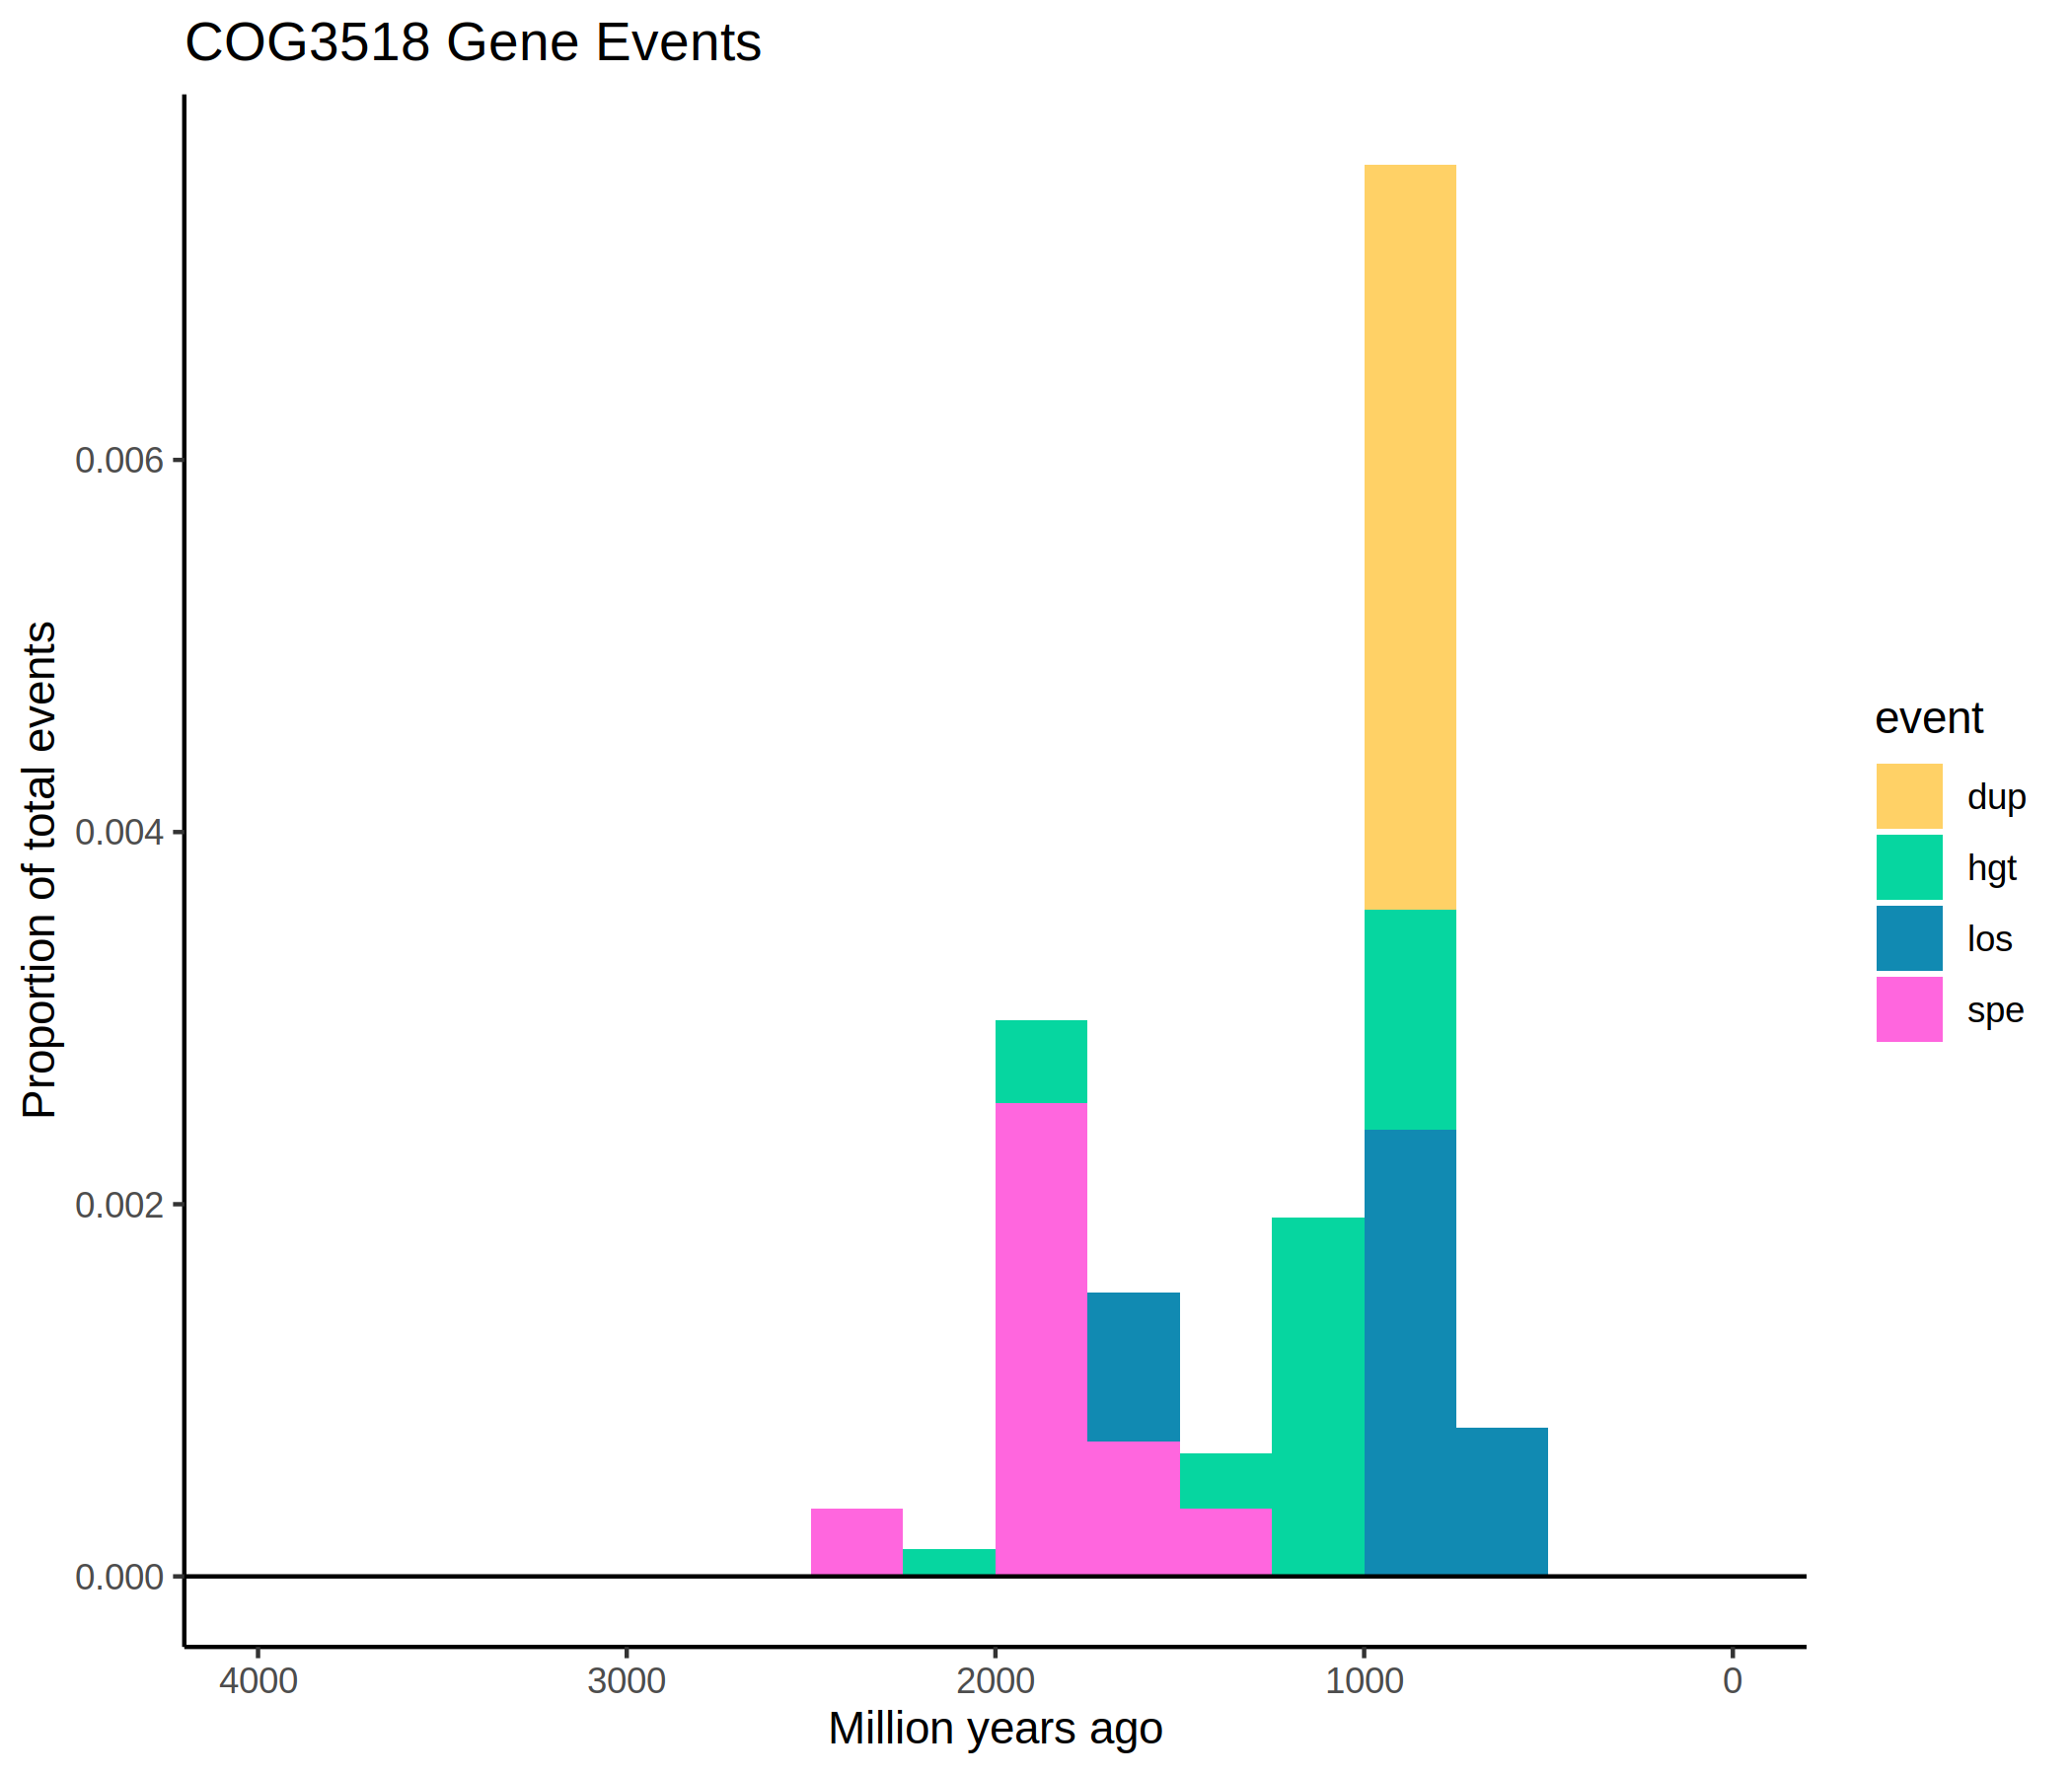 COG3518 Gene Events
Proportion of total events
0.006
0.004
0.002
0.000
4000 3000 2000 1000 0
Million years ago
event
dup
hgt
los
spe